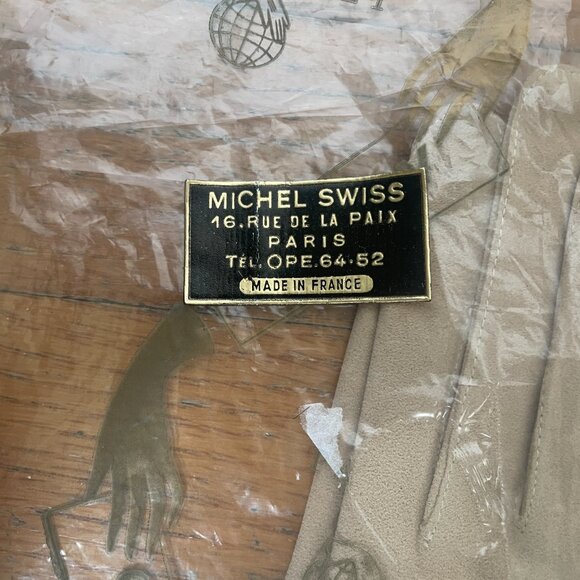 MICHEL SWISS
16.RUE DE LA PAIX
PARIS
TÉL.OPE.64.52
MADE IN FRANCE